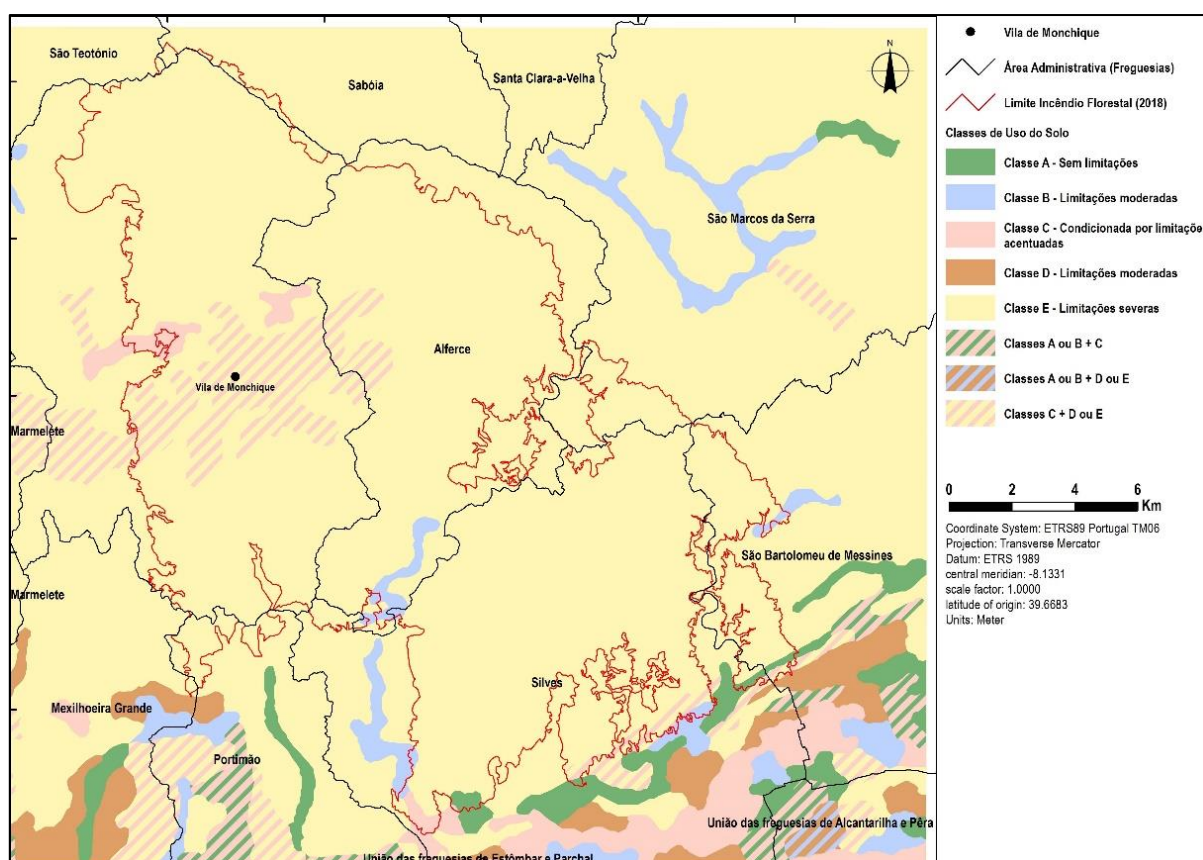 São Teotónio
Sabóia
Santa Clara-a-Velha
N
São Marcos da Serra
Alferce
Vila de Monchique
Marmelete
Marmelete
São Bartolomeu de Messines
Silves
Mexilhoeira Grande
Portimão
União das freguesias de Alcantarilha e Pêra
União das freguesias de Estômbar e Parchal
Vila de Monchique
Área Administrativa (Freguesias)
Limite Incêndio Florestal (2018)
Classes de Uso do Solo
Classe A - Sem limitações
Classe B - Limitações moderadas
Classe C - Condicionada por limitaçõe
acentuadas
Classe D - Limitações moderadas
Classe E - Limitações severas
Classes A ou B + C
Classes A ou B + D ou E
Classes C + D ou E
0 2 4 6
Km
Coordinate System: ETRS89 Portugal TM06
Projection: Transverse Mercator
Datum: ETRS 1989
central meridian: -8.1331
scale factor: 1.0000
latitude of origin: 39.6683
Units: Meter